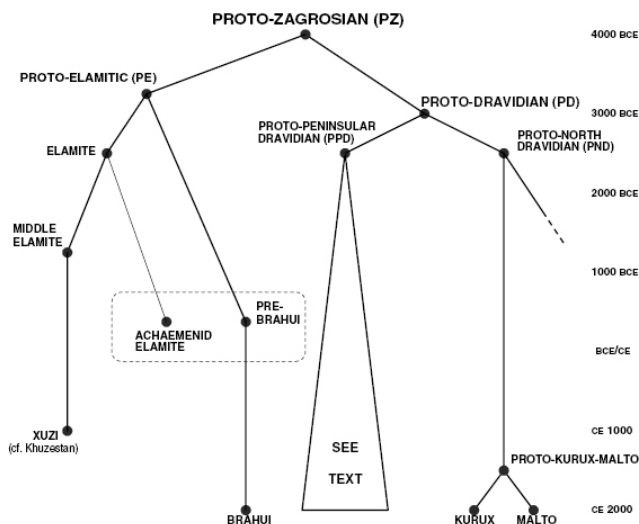 PROTO-ZAGROSIAN (PZ)
4000 BCE
PROTO-ELAMITIC (PE)
PROTO-DRAVIDIAN (PD)
3000 BCE
PROTO-PENINSULAR
DRAVIDIAN (PPD)
PROTO-NORTH
DRAVIDIAN (PND)
ELAMITE
2000 BCE
MIDDLE
ELAMITE
1000 BCE
PRE-
BRAHUI
ACHAEMENID
ELAMITE
BCE/CE
XUZI
(cf. Khuzestan)
CE 1000
SEE
TEXT
PROTO-KURUX-MALTO
BRAHUI
KURUX
MALTO
CE 2000